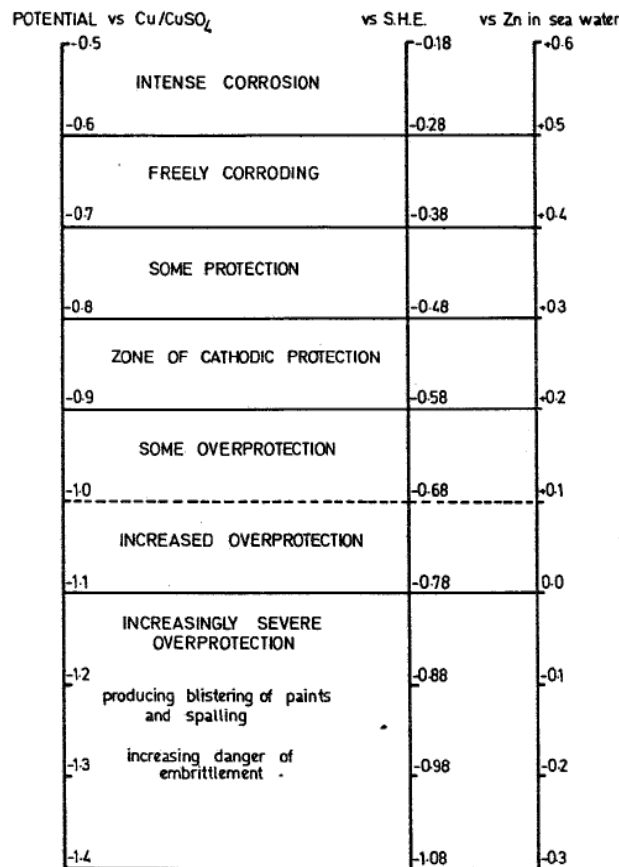 POTENTIAL vs Cu/CuSO4 vs S.H.E. vs Zn in sea water
-0·5 -0·18 +0·6
INTENSE CORROSION
-0·6 -0·28 +0·5
FREELY CORRODING
-0·7 -0·38 +0·4
SOME PROTECTION
-0·8 -0·48 +0·3
ZONE OF CATHODIC PROTECTION
-0·9 -0·58 +0·2
SOME OVERPROTECTION
-1·0 -0·68 +0·1
INCREASED OVERPROTECTION
-1·1 -0·78 0·0
INCREASINGLY SEVERE
OVERPROTECTION
-1·2 -0·88 -0·1
producing blistering of paints
and spalling
increasing danger of
-1·3 embrittlement -0·98 -0·2
-1·4 -1·08 -0·3